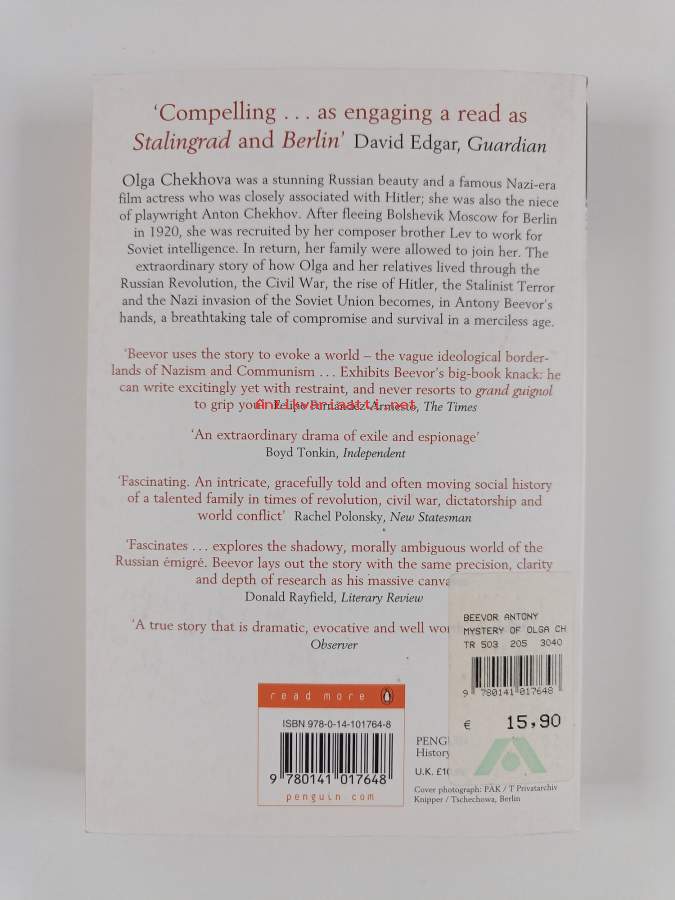 'Compelling ... as engaging a read as
Stalingrad and Berlin' David Edgar, Guardian
Olga Chekhova was a stunning Russian beauty and a famous Nazi-era
film actress who was closely associated with Hitler; she was also the niece
of playwright Anton Chekhov. After fleeing Bolshevik Moscow for Berlin
in 1920, she was recruited by her composer brother Lev to work for
Soviet intelligence. In return, her family were allowed to join her. The
extraordinary story of how Olga and her relatives lived through the
Russian Revolution, the Civil War, the rise of Hitler, the Stalinist Terror
and the Nazi invasion of the Soviet Union becomes, in Antony Beevor's
hands, a breathtaking tale of compromise and survival in a merciless age.
'Beevor uses the story to evoke a world – the vague ideological border-
lands of Nazism and Communism ... Exhibits Beevor's big-book knack: he
can write excitingly yet with restraint, and never resorts to grand guignol
to grip you' Felipe Fernández-Armesto, The Times
antikvariaatti.net
'An extraordinary drama of exile and espionage'
Boyd Tonkin, Independent
'Fascinating. An intricate, gracefully told and often moving social history
of a talented family in times of revolution, civil war, dictatorship and
world conflict' Rachel Polonsky, New Statesman
'Fascinates ... explores the shadowy, morally ambiguous world of the
Russian émigré. Beevor lays out the story with the same precision, clarity
and depth of research as his massive canva
Donald Rayfield, Literary Review
'A true story that is dramatic, evocative and well wor
Observer
BEEVOR ANTONY
MYSTERY OF OLGA CH
TR 503 205 3040
9 780141 017648
€ 15,90
read more
ISBN 978-0-14-101764-8
9 780141 017648
penguin.com
PENGU
History
U.K. £10
Cover photograph: PAK / T Privatarchiv
Knipper / Tschechowa, Berlin